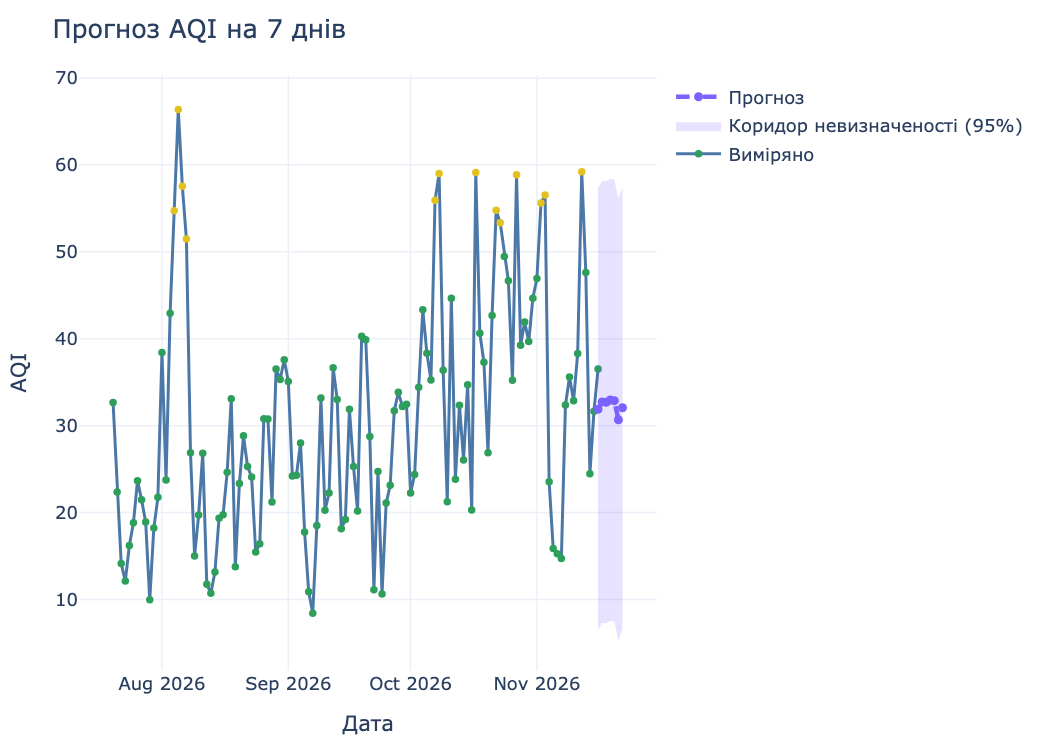 Прогноз AQI на 7 днів
Прогноз
Коридор невизначеності (95%)
Виміряно
70
60
50
40
30
20
10
AQI
Aug 2026
Sep 2026
Oct 2026
Nov 2026
Дата